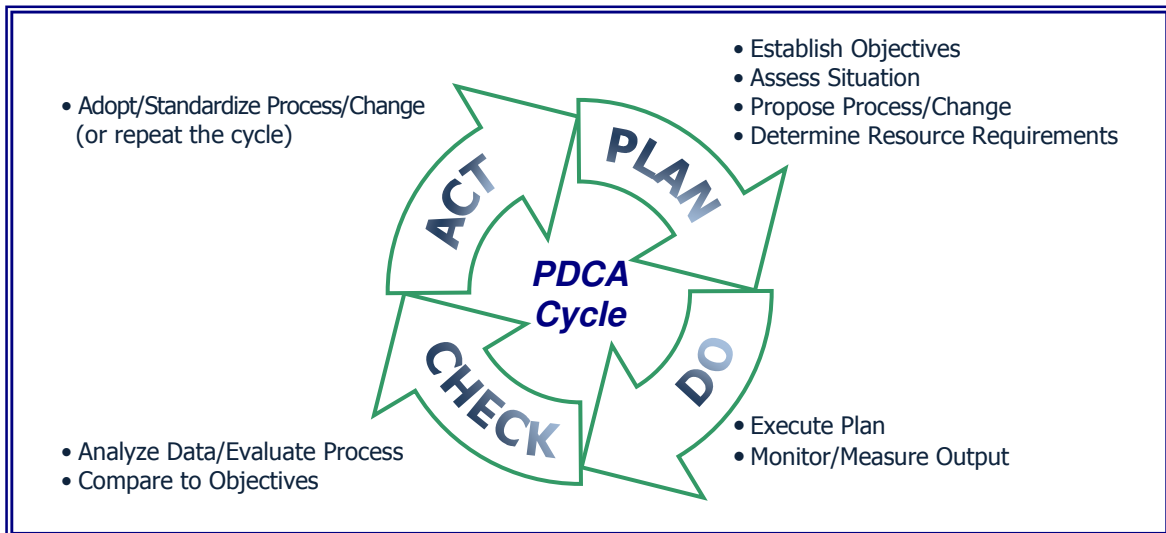 • Establish Objectives
• Assess Situation
• Propose Process/Change
• Determine Resource Requirements
• Adopt/Standardize Process/Change
(or repeat the cycle)
PLAN
ACT
PDCA
Cycle
DO
CHECK
• Execute Plan
• Monitor/Measure Output
• Analyze Data/Evaluate Process
• Compare to Objectives